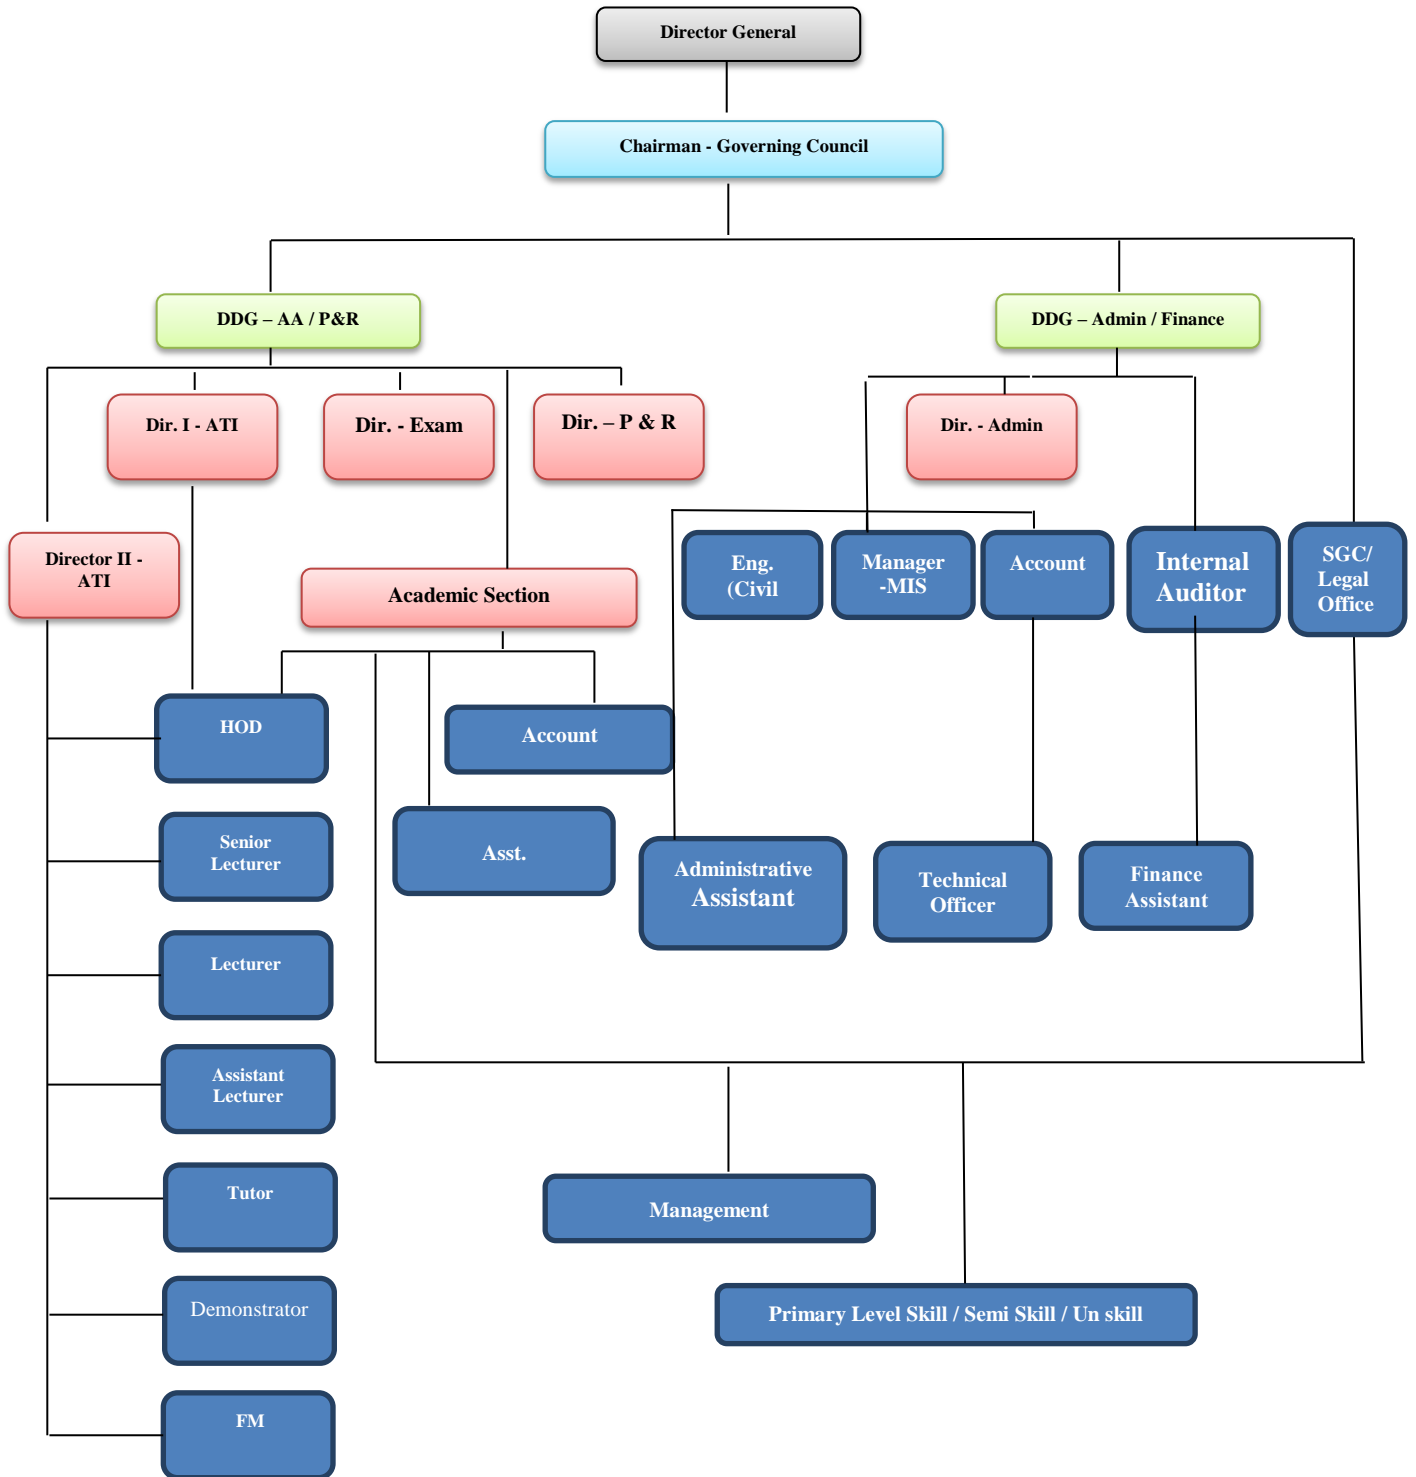 Director General
Chairman - Governing Council
DDG – AA / P&R
DDG – Admin / Finance
Dir. I - ATI
Dir. - Exam
Dir. – P & R
Dir. - Admin
Director II -
ATI
Academic Section
Eng.
(Civil
Manager
-MIS
Account
Internal
Auditor
SGC/
Legal
Office
HOD
Account
Senior
Lecturer
Asst.
Administrative
Assistant
Technical
Officer
Finance
Assistant
Lecturer
Assistant
Lecturer
Tutor
Management
Demonstrator
Primary Level Skill / Semi Skill / Un skill
FM